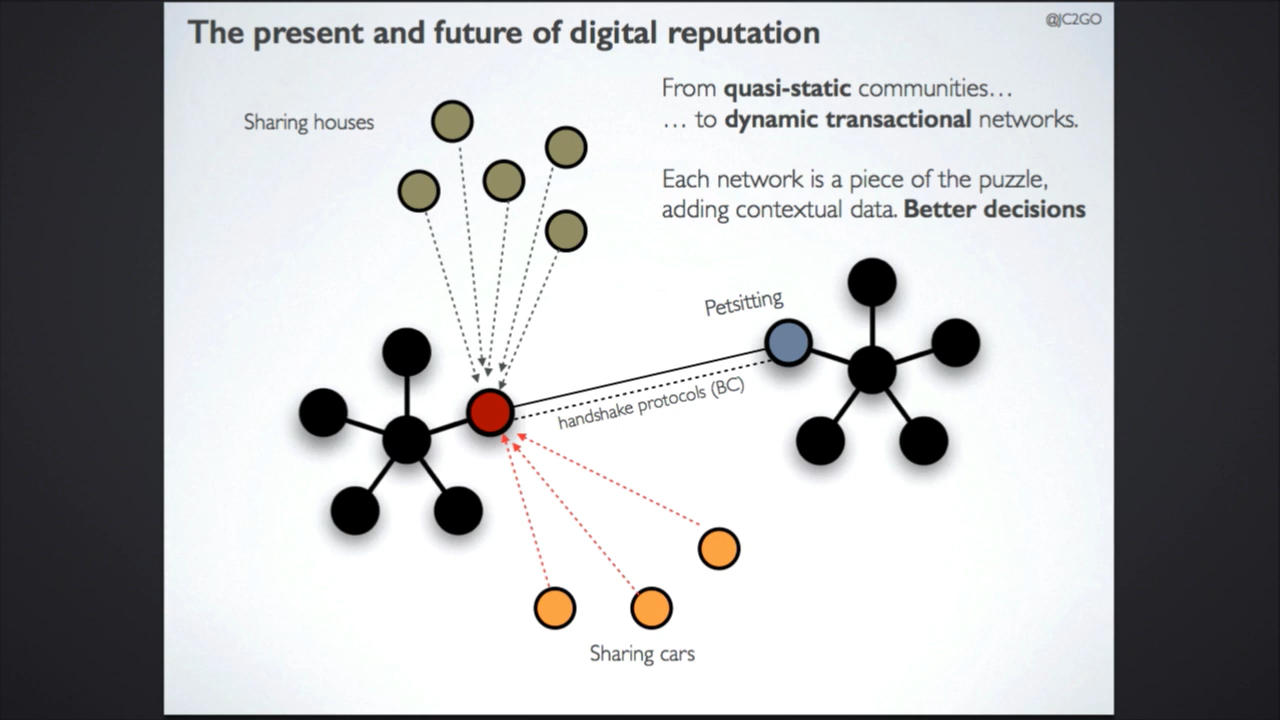 The present and future of digital reputation
@JC2GO
Sharing houses
From quasi-static communities…
… to dynamic transactional networks.
Each network is a piece of the puzzle,
adding contextual data. Better decisions
Petsitting
handshake protocols (BC)
Sharing cars